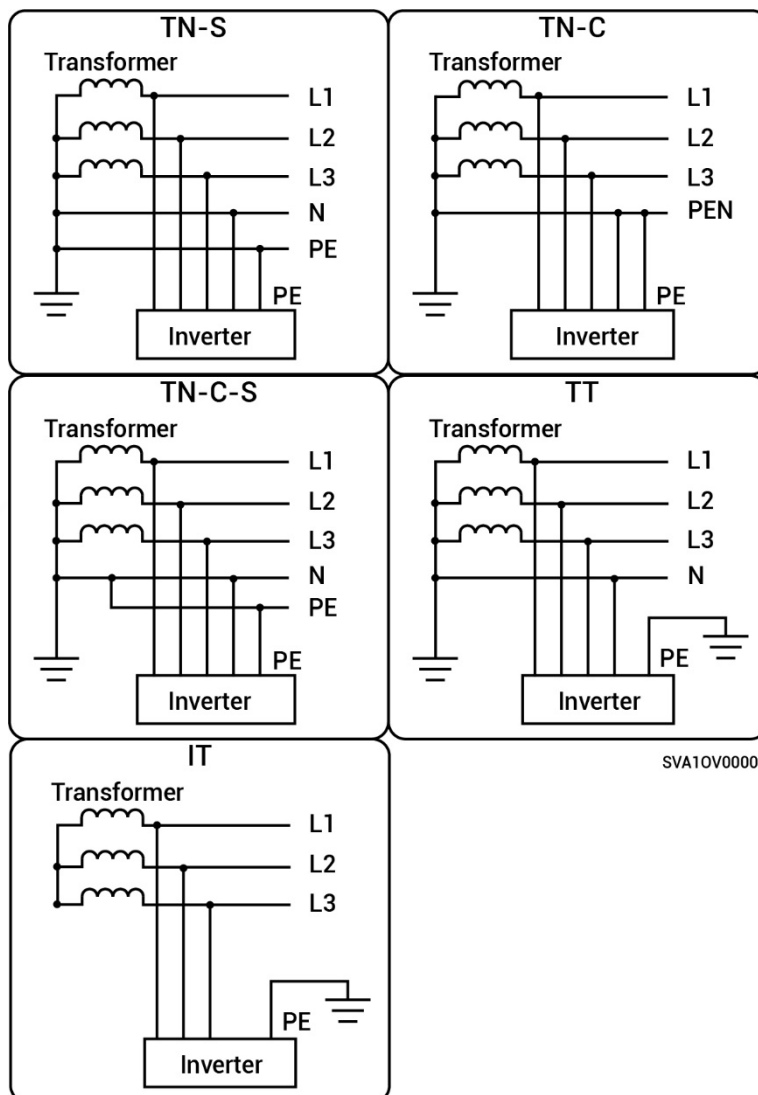 TN-S
Transformer
L1
L2
L3
N
PE
PE
Inverter
TN-C
Transformer
L1
L2
L3
PEN
PE
Inverter
TN-C-S
Transformer
L1
L2
L3
N
PE
PE
Inverter
TT
Transformer
L1
L2
L3
N
PE
Inverter
SVA1OV0000
IT
Transformer
L1
L2
L3
PE
Inverter